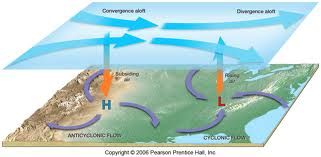 Convergence aloft
Divergence aloft
Subsiding
air
Rising
air
H
L
ANTICYCLONIC FLOW
CYCLONIC FLOW
Copyright © 2006 Pearson Prentice Hall, Inc.